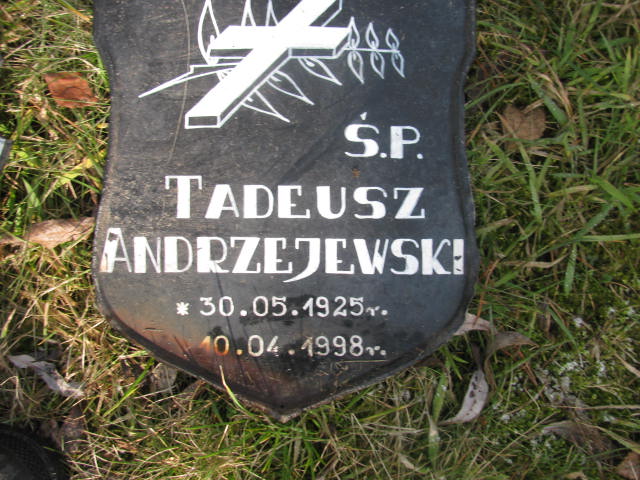 Ś.P.
TADEUSZ
ANDRZEJEWSKI
* 30.05.1925r.
10.04.1998r.